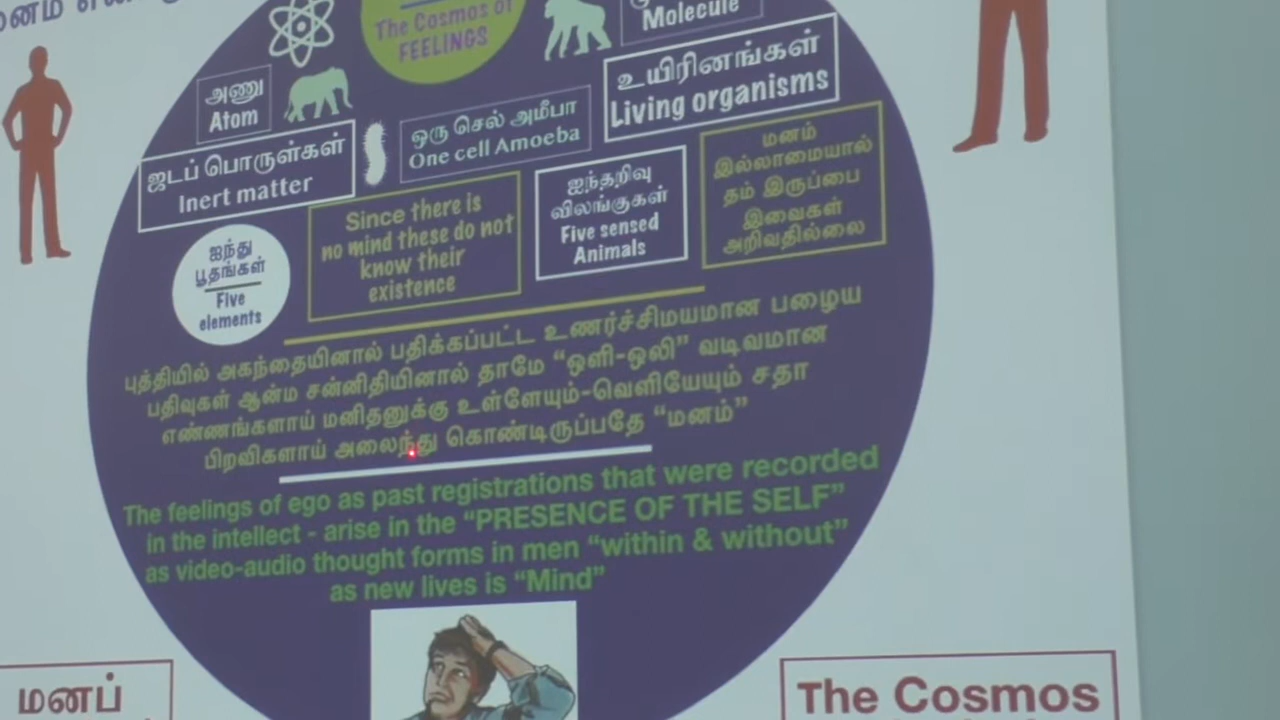 The Cosmos of
FEELINGS
Molecule
அணு
Atom
உயிரினங்கள்
Living organisms
ஒரு செல் அமீபா
One cell Amoeba
ஜடப் பொருள்கள்
Inert matter
மனம்
இல்லாமையால்
தம் இருப்பை
இவைகள்
அறிவதில்லை
ஐந்தறிவு
விலங்குகள்
Five sensed
Animals
Since there is
no mind these do not
know their
existence
ஐந்து
பூதங்கள்
Five
elements
புத்தியில் அகந்தையினால் பதிக்கப்பட்ட உணர்ச்சிமயமான பழைய
பதிவுகள் ஆன்ம சன்னிதியினால் தாமே “ஒளி-ஒலி” வடிவமான
எண்ணங்களாய் மனிதனுக்கு உள்ளேயும்-வெளியேயும் சதா
பிறவிகளாய் அலைந்து கொண்டிருப்பதே “மனம்”
The feelings of ego as past registrations that were recorded
in the intellect - arise in the “PRESENCE OF THE SELF”
as video-audio thought forms in men “within & without”
as new lives is “Mind”
மனப்
The Cosmos